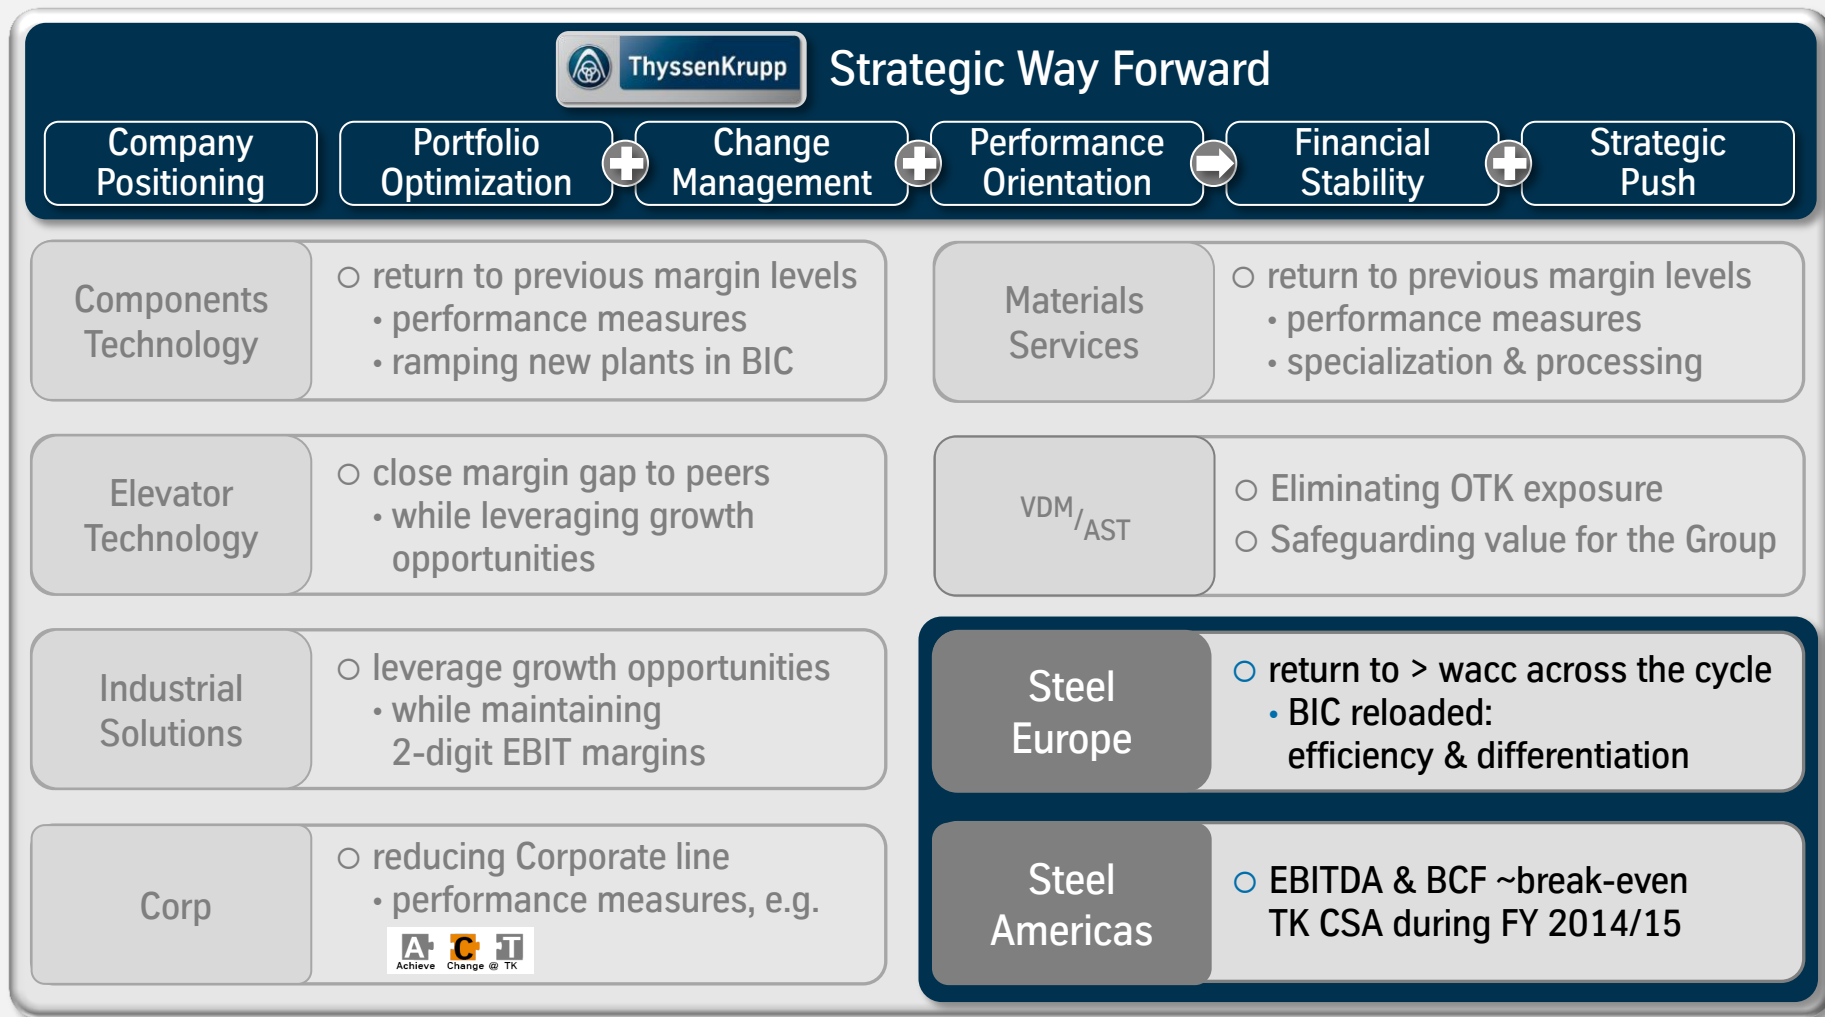 ThyssenKrupp
Strategic Way Forward
Company
Positioning
Portfolio
Optimization
Change
Management
Performance
Orientation
Financial
Stability
Strategic
Push
Components
Technology
○ return to previous margin levels
• performance measures
• ramping new plants in BIC
Elevator
Technology
○ close margin gap to peers
• while leveraging growth
opportunities
Industrial
Solutions
○ leverage growth opportunities
• while maintaining
2-digit EBIT margins
Corp
○ reducing Corporate line
• performance measures, e.g.
A C T
Achieve Change @ TK
Materials
Services
○ return to previous margin levels
• performance measures
• specialization & processing
VDM/AST
○ Eliminating OTK exposure
○ Safeguarding value for the Group
Steel
Europe
○ return to > wacc across the cycle
• BIC reloaded:
efficiency & differentiation
Steel
Americas
○ EBITDA & BCF ~break-even
TK CSA during FY 2014/15